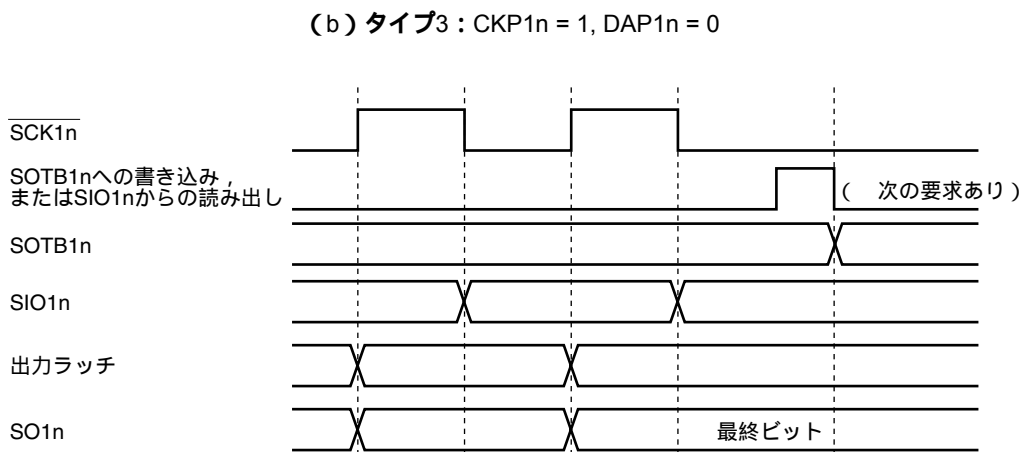 （b）タイプ3：CKP1n = 1, DAP1n = 0
SCK1n
SOTB1nへの書き込み，
またはSIO1nからの読み出し
（ 次の要求あり）
SOTB1n
SIO1n
出力ラッチ
SO1n
最終ビット